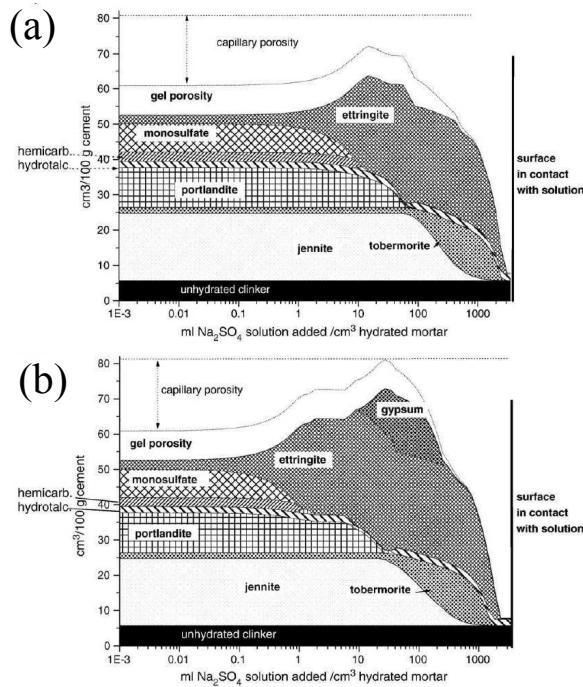 (a)
80
70
60
50
40
30
20
10
0
cm3/100 g cement
capillary porosity
gel porosity
ettringite
monosulfate
hemicarb.
hydrotalc.
portlandite
jennite
tobermorite
unhydrated clinker
surface
in contact
with solution
1E-3 0.01 0.1 1 10 100 1000
ml Na₂SO₄ solution added /cm³ hydrated mortar
(b)
80
70
60
50
40
30
20
10
0
cm³/100 g cement
capillary porosity
gypsum
gel porosity
ettringite
monosulfate
hemicarb.
hydrotalc.
portlandite
jennite
tobermorite
unhydrated clinker
surface
in contact
with solution
1E-3 0.01 0.1 1 10 100 1000
ml Na₂SO₄ solution added /cm³ hydrated mortar